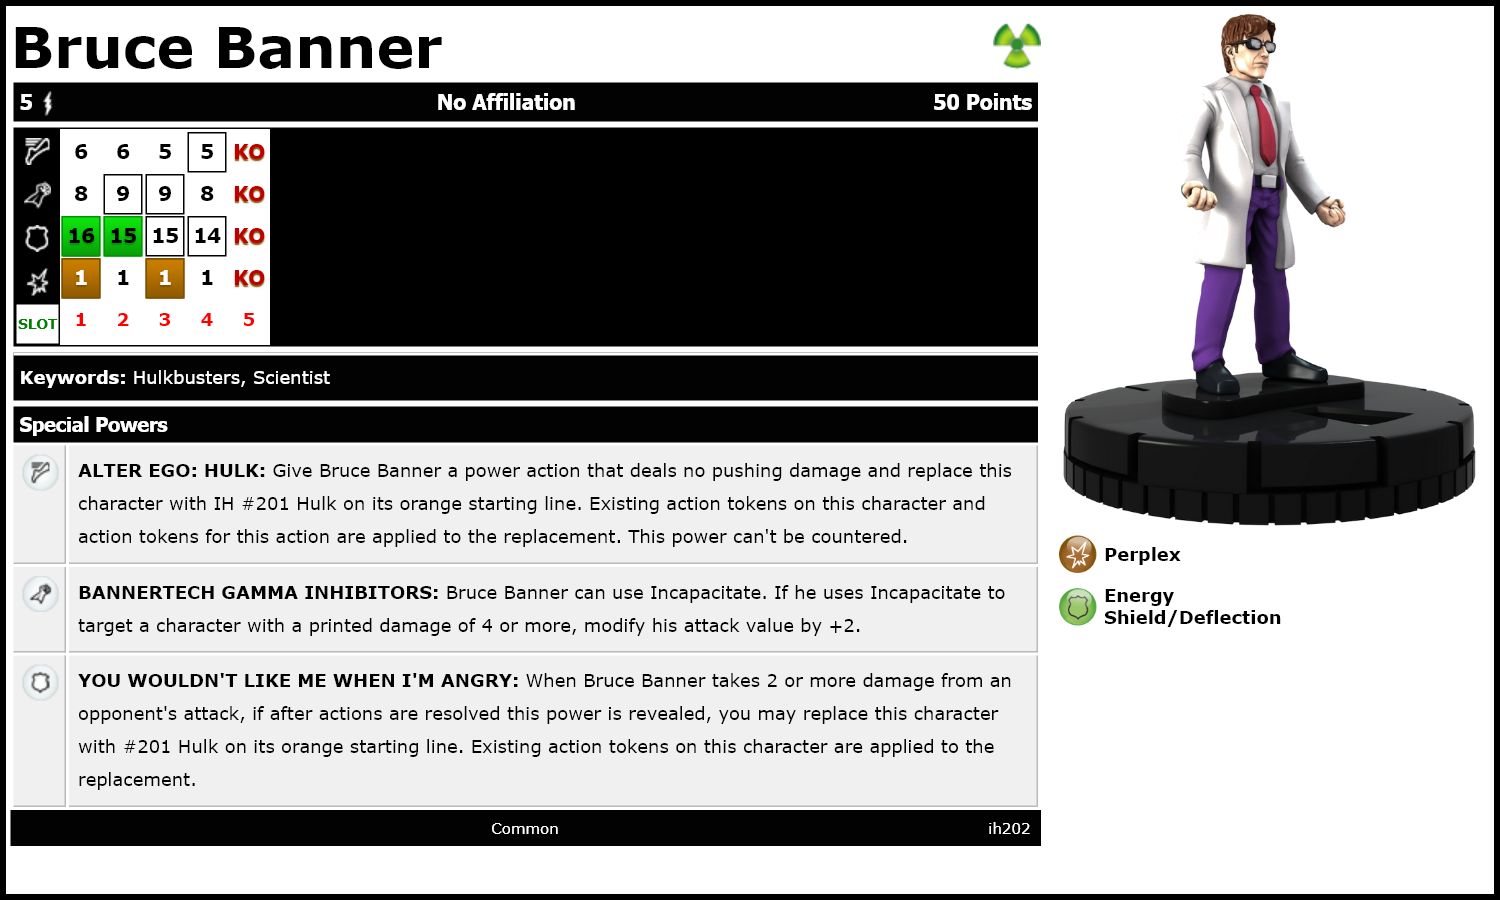 Bruce Banner
5 No Affiliation 50 Points
6 6 5 5 KO
8 9 9 8 KO
16 15 15 14 KO
1 1 1 1 KO
SLOT 1 2 3 4 5
Keywords: Hulkbusters, Scientist
Special Powers
ALTER EGO: HULK: Give Bruce Banner a power action that deals no pushing damage and replace this
character with IH #201 Hulk on its orange starting line. Existing action tokens on this character and
action tokens for this action are applied to the replacement. This power can't be countered.
BANNERTECH GAMMA INHIBITORS: Bruce Banner can use Incapacitate. If he uses Incapacitate to
target a character with a printed damage of 4 or more, modify his attack value by +2.
YOU WOULDN'T LIKE ME WHEN I'M ANGRY: When Bruce Banner takes 2 or more damage from an
opponent's attack, if after actions are resolved this power is revealed, you may replace this character
with #201 Hulk on its orange starting line. Existing action tokens on this character are applied to the
replacement.
Common ih202
Perplex
Energy
Shield/Deflection